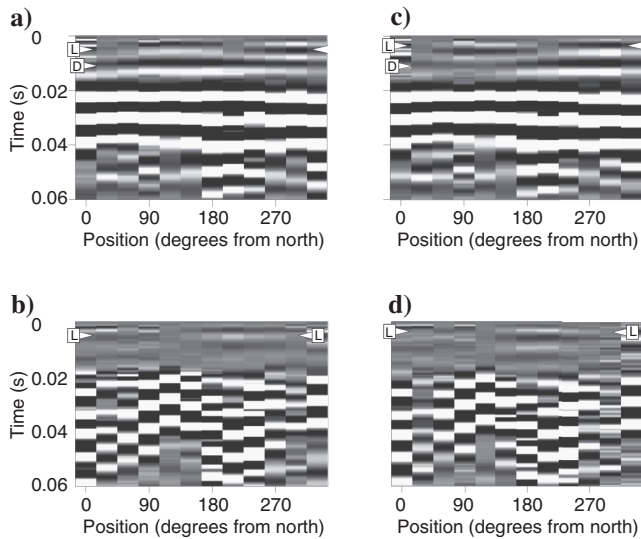 a)
0
L
D
0.02
0.04
0.06
Time (s)
0 90 180 270
Position (degrees from north)
c)
L
D
0 90 180 270
Position (degrees from north)
b)
0
L L
0.02
0.04
0.06
Time (s)
0 90 180 270
Position (degrees from north)
d)
L L
0 90 180 270
Position (degrees from north)